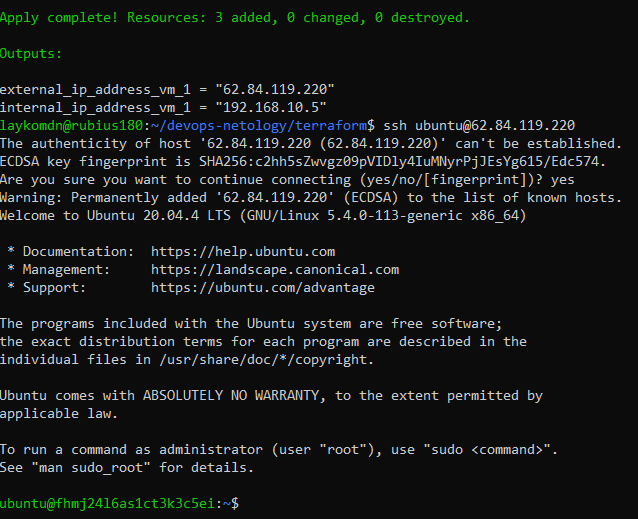 Apply complete! Resources: 3 added, 0 changed, 0 destroyed.
Outputs:
external_ip_address_vm_1 = "62.84.119.220"
internal_ip_address_vm_1 = "192.168.10.5"
laykomdn@rubius180:~/devops-netology/terraform$ ssh ubuntu@62.84.119.220
The authenticity of host '62.84.119.220 (62.84.119.220)' can't be established.
ECDSA key fingerprint is SHA256:c2hh5sZwvgz09pVIDly4IuMNyrPjJEsYg615/Edc574.
Are you sure you want to continue connecting (yes/no/[fingerprint])? yes
Warning: Permanently added '62.84.119.220' (ECDSA) to the list of known hosts.
Welcome to Ubuntu 20.04.4 LTS (GNU/Linux 5.4.0-113-generic x86_64)
* Documentation:  https://help.ubuntu.com
* Management:     https://landscape.canonical.com
* Support:        https://ubuntu.com/advantage
The programs included with the Ubuntu system are free software;
the exact distribution terms for each program are described in the
individual files in /usr/share/doc/*/copyright.
Ubuntu comes with ABSOLUTELY NO WARRANTY, to the extent permitted by
applicable law.
To run a command as administrator (user "root"), use "sudo <command>".
See "man sudo_root" for details.
ubuntu@fhmj24l6as1ct3k3c5ei:~$